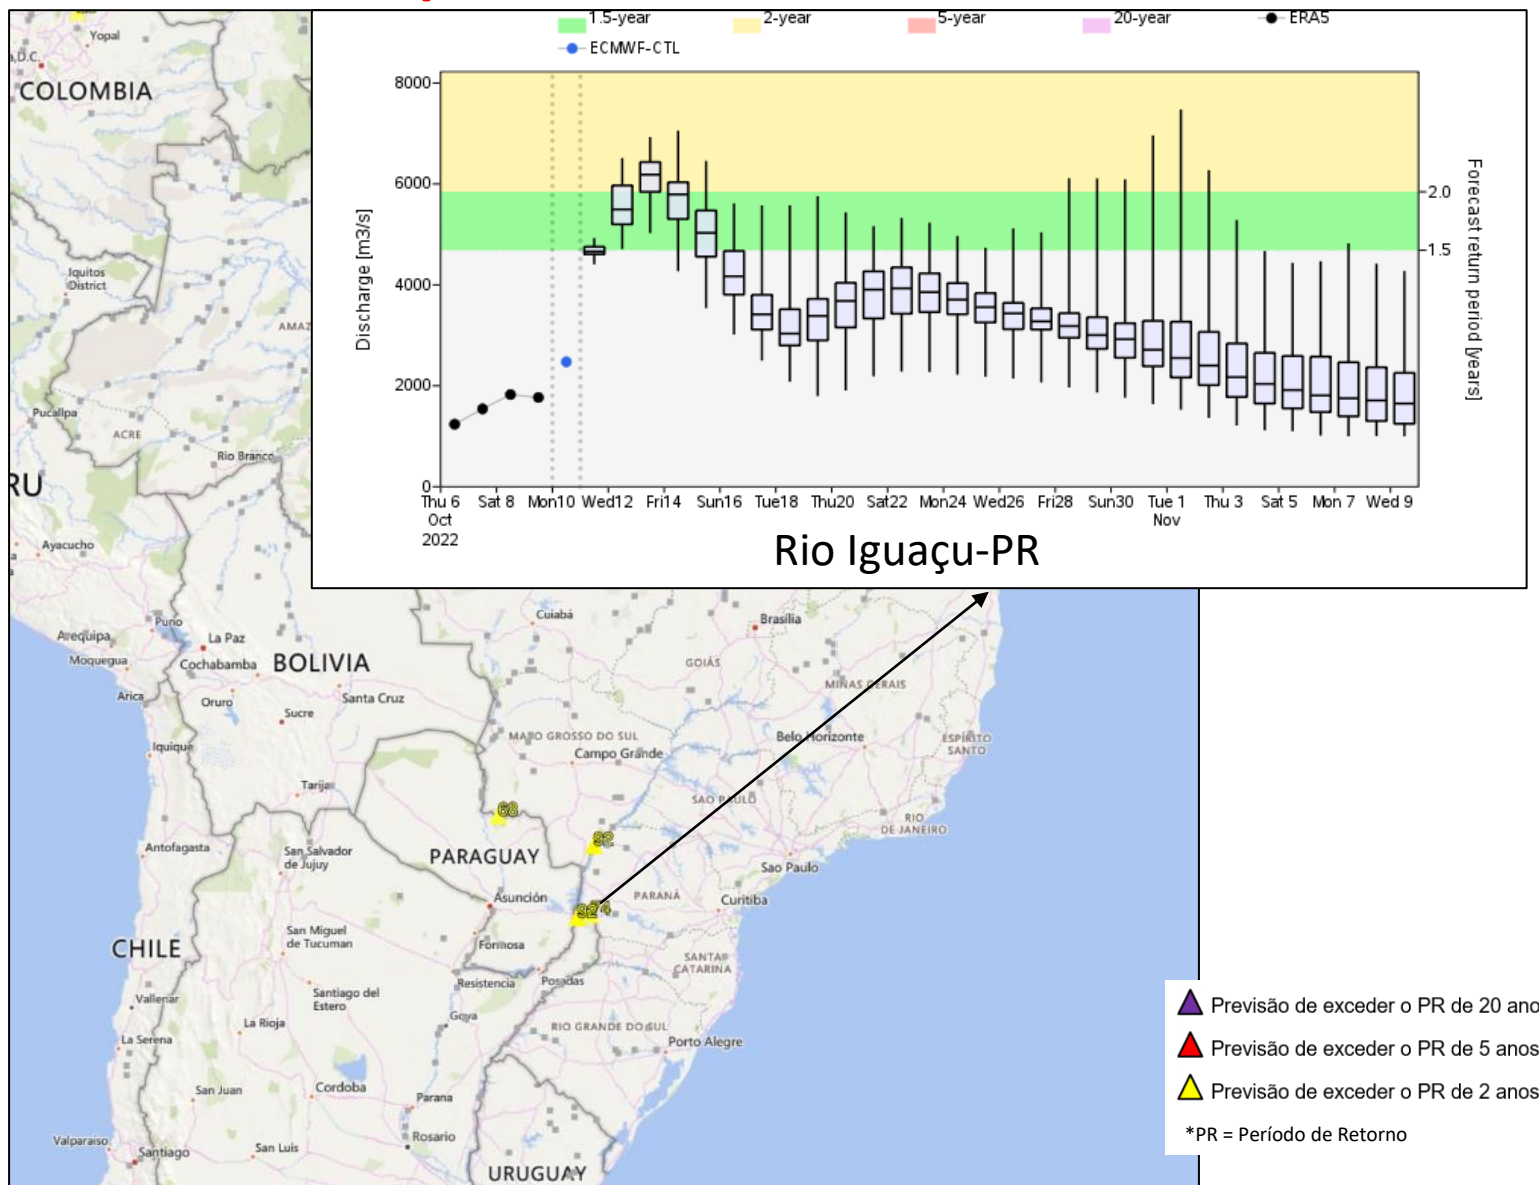 1.5-year
2-year
5-year
20-year
ERA5
ECMWF-CTL
8000
6000
4000
2000
0
Discharge [m3/s]
2.0
1.5
Forecast return period [years]
Thu 6
Oct
2022
Sat 8
Mon10
Wed12
Fri14
Sun16
Tue18
Thu20
Sat22
Mon24
Wed26
Fri28
Sun30
Tue 1
Nov
Thu 3
Sat 5
Mon 7
Wed 9
Rio Iguaçu-PR
Yopal
D.C.
COLOMBIA
Iquitos
District
AMAZ
Pucallpa
ACRE
Rio Branco
RU
Ayacucho
Puno
Arequipa
La Paz
Moquegua
Cochabamba
BOLIVIA
Arica
Oruro
Santa Cruz
Sucre
Iquique
Tarija
Cuiabá
Brasília
GOIÁS
MINAS GERAIS
MATO GROSSO DO SUL
Campo Grande
Belo Horizonte
ESPÍRITO
SANTO
SAO PAULO
RIO
DE JANEIRO
68
92
PARAGUAY
Antofagasta
San Salvador
de Jujuy
Sao Paulo
Asunción
PARANÁ
Curitiba
CHILE
San Miguel
de Tucuman
Formosa
SANTA
CATARINA
Resistencia
Posadas
Vallenar
Santiago del
Estero
Goya
La Rioja
RIO GRANDE DO SUL
La Serena
Porto Alegre
San Juan
Cordoba
Parana
Rosario
Valparaiso
Santiago
San Luis
URUGUAY
Previsão de exceder o PR de 20 ano
Previsão de exceder o PR de 5 anos
Previsão de exceder o PR de 2 anos
*PR = Período de Retorno